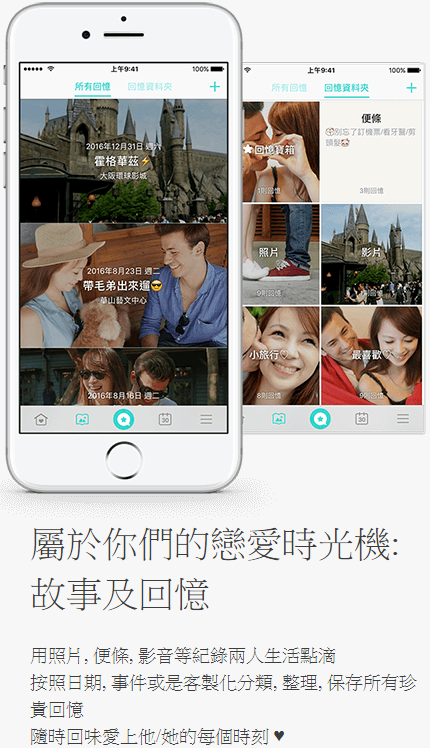 上午9:41
100%
所有回憶
回憶資料夾
+
2016年12月31日 週六
霍格華茲⚡
大阪環球影城
2016年8月23日 週二
帶毛弟出來遛😎
華山藝文中心
2016年8月16日 週二
30
上午9:41
100%
所有回憶
回憶資料夾
+
★回憶寶箱
1則回憶
便條
別忘了訂機票/看牙醫/剪
頭髮
3則回憶
照片
9則回憶
影片
小旅行♡
最喜歡♡
9則回憶
30
屬於你們的戀愛時光機:
故事及回憶
用照片, 便條, 影音等紀錄兩人生活點滴
按照日期, 事件或是客製化分類, 整理, 保存所有珍
貴回憶
隨時回味愛上他/她的每個時刻 ♥